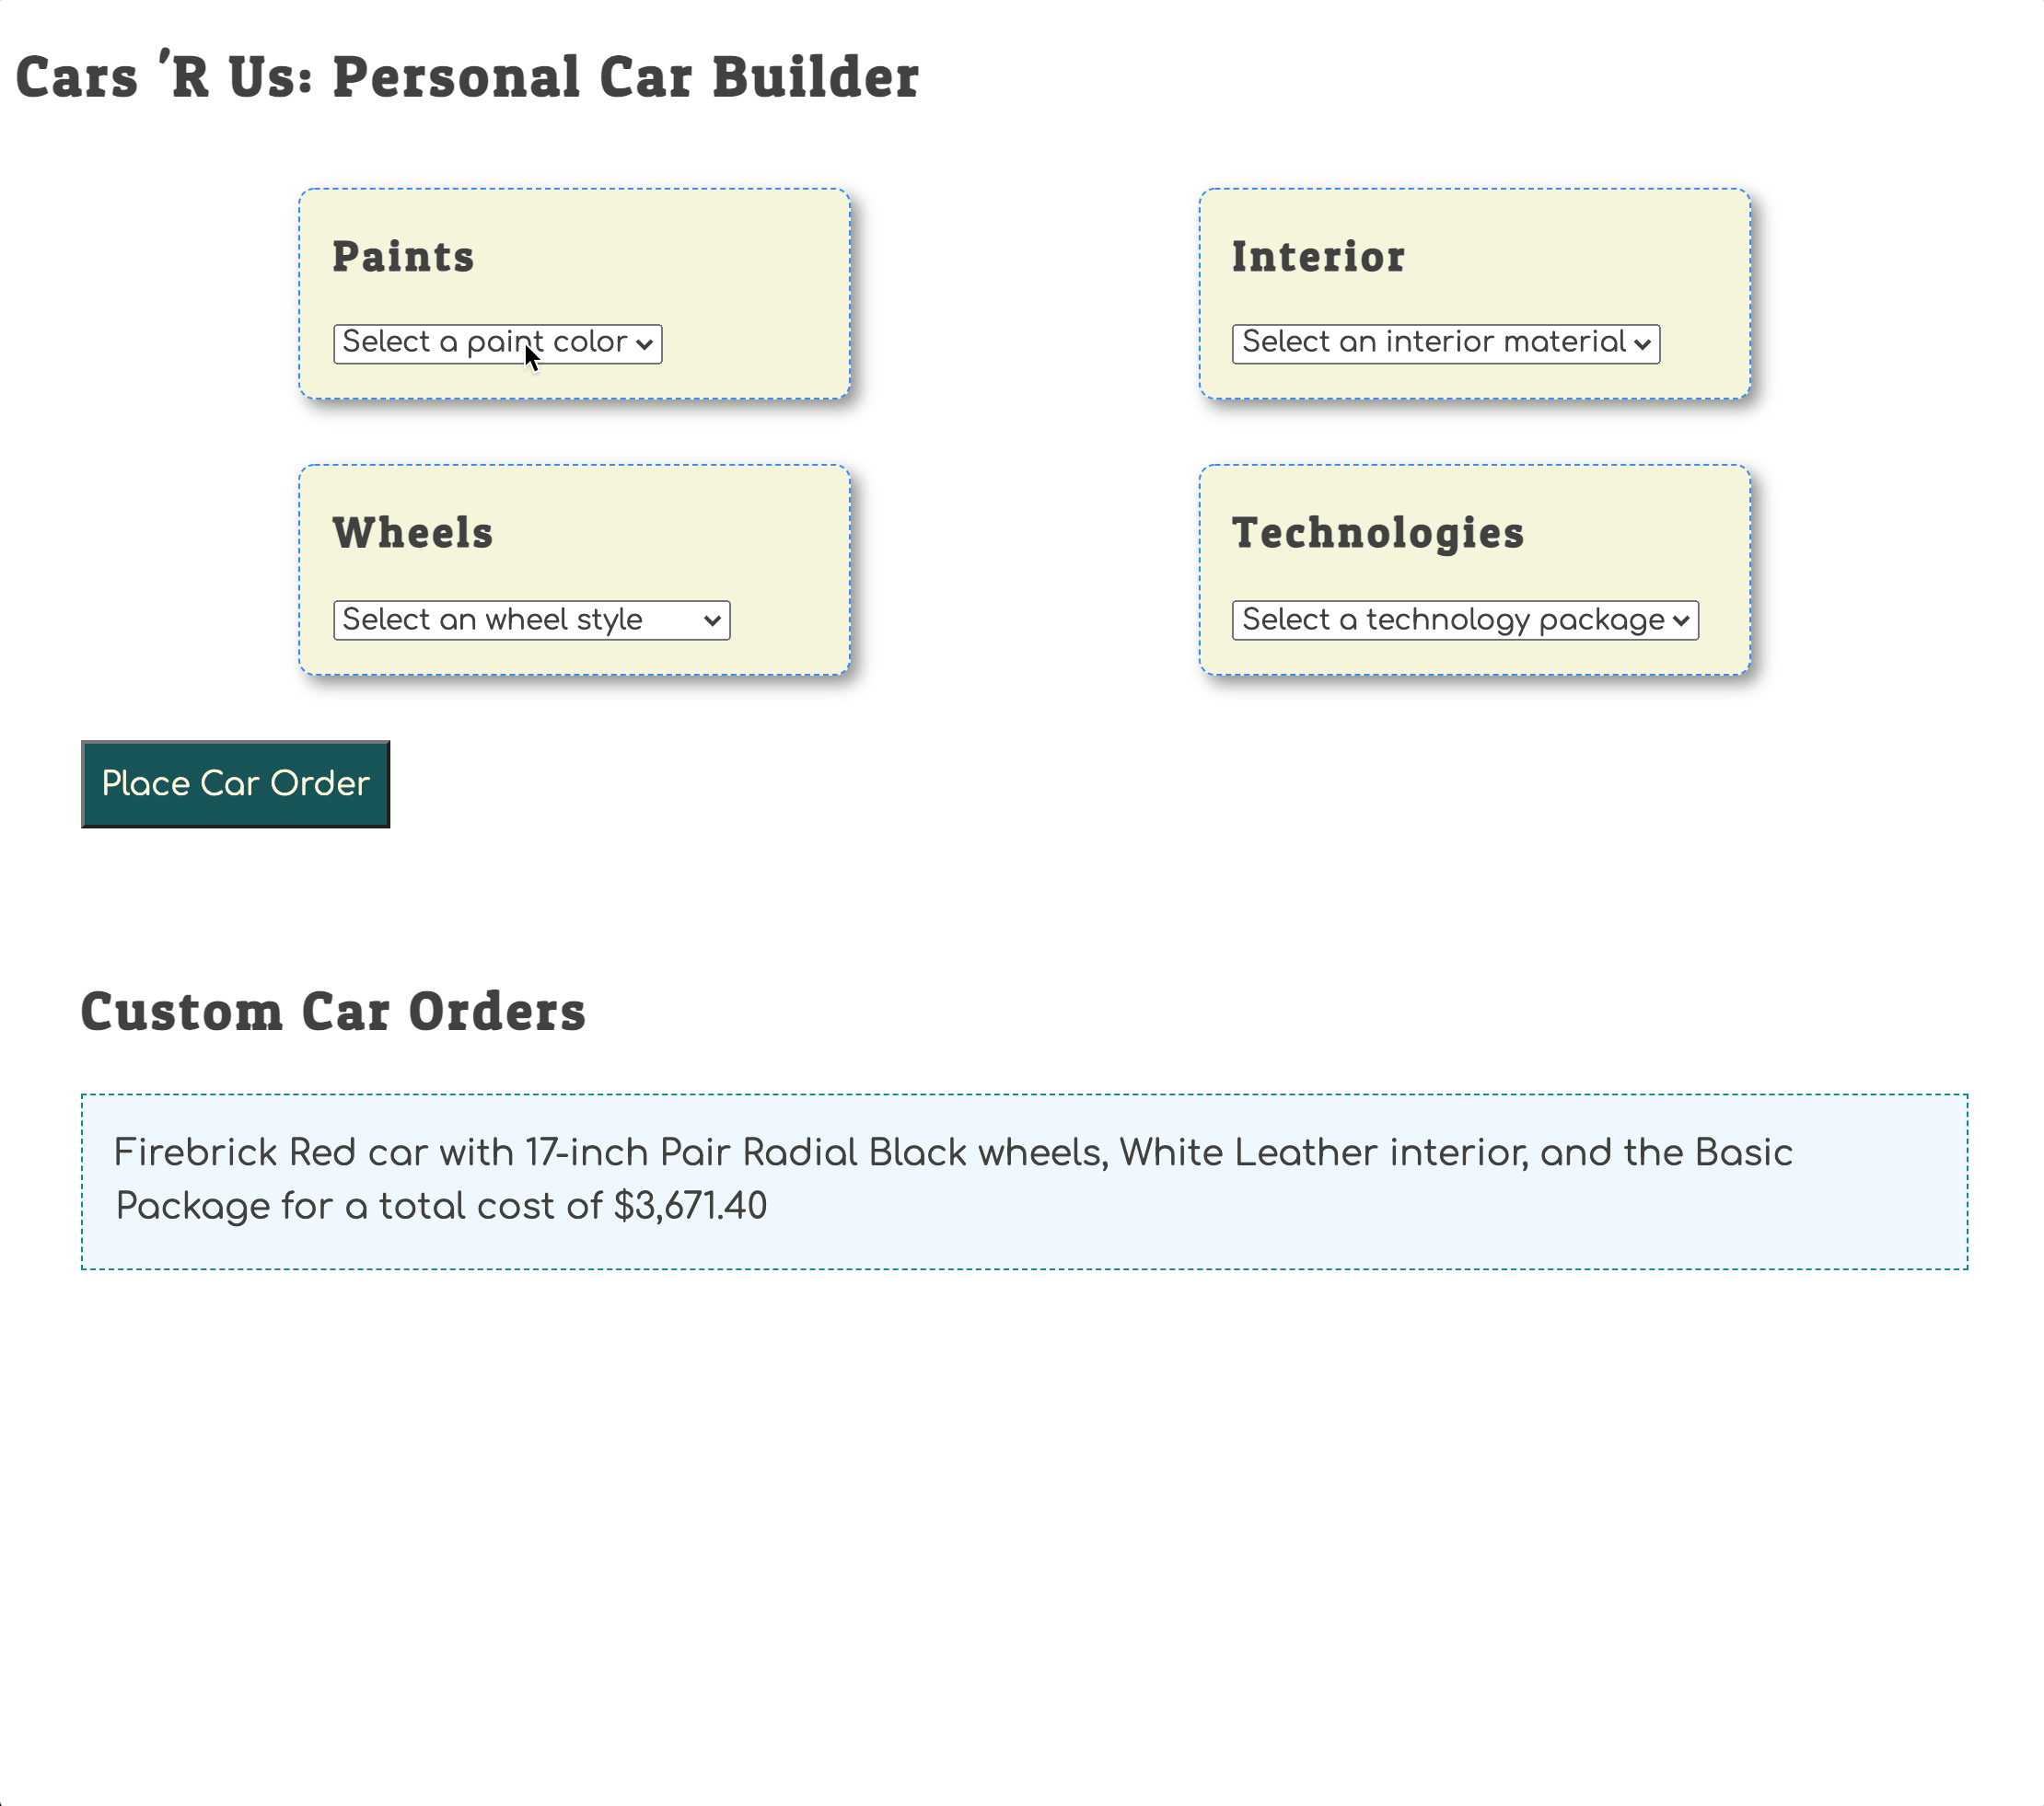 Cars 'R Us: Personal Car Builder
Paints
Select a paint color
Interior
Select an interior material
Wheels
Select an wheel style
Technologies
Select a technology package
Place Car Order
Custom Car Orders
Firebrick Red car with 17-inch Pair Radial Black wheels, White Leather interior, and the Basic
Package for a total cost of $3,671.40